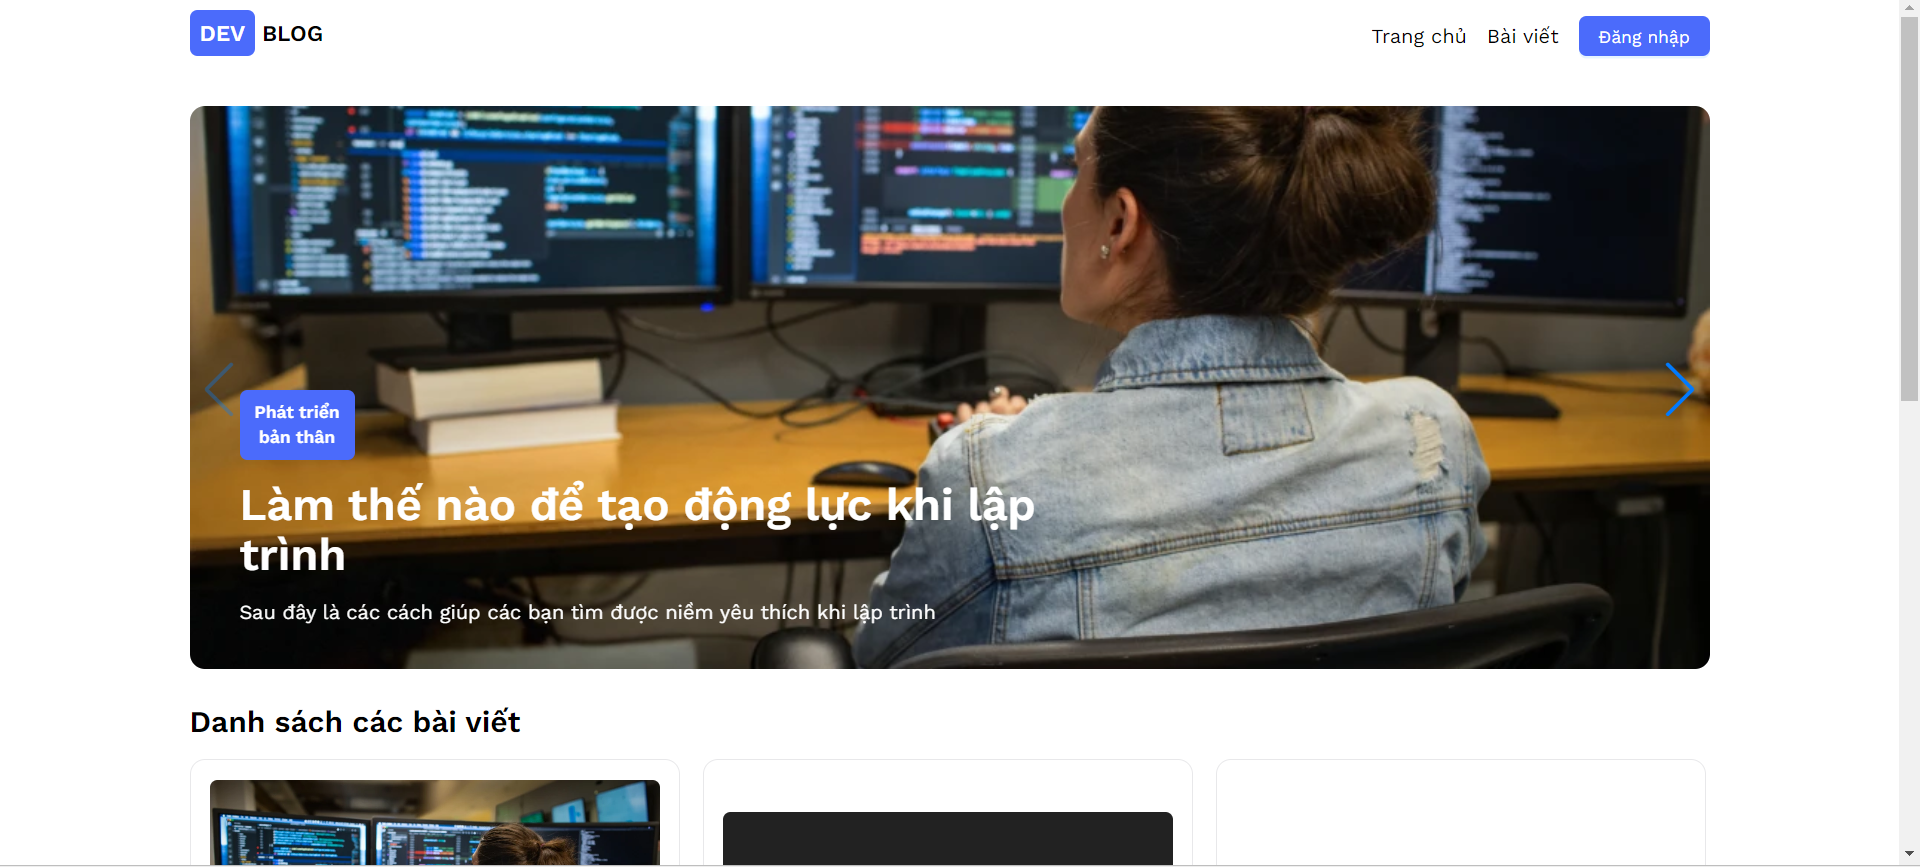 DEV BLOG
Trang chủ Bài viết Đăng nhập
Phát triển
bản thân
Làm thế nào để tạo động lực khi lập
trình
Sau đây là các cách giúp các bạn tìm được niềm yêu thích khi lập trình
Danh sách các bài viết